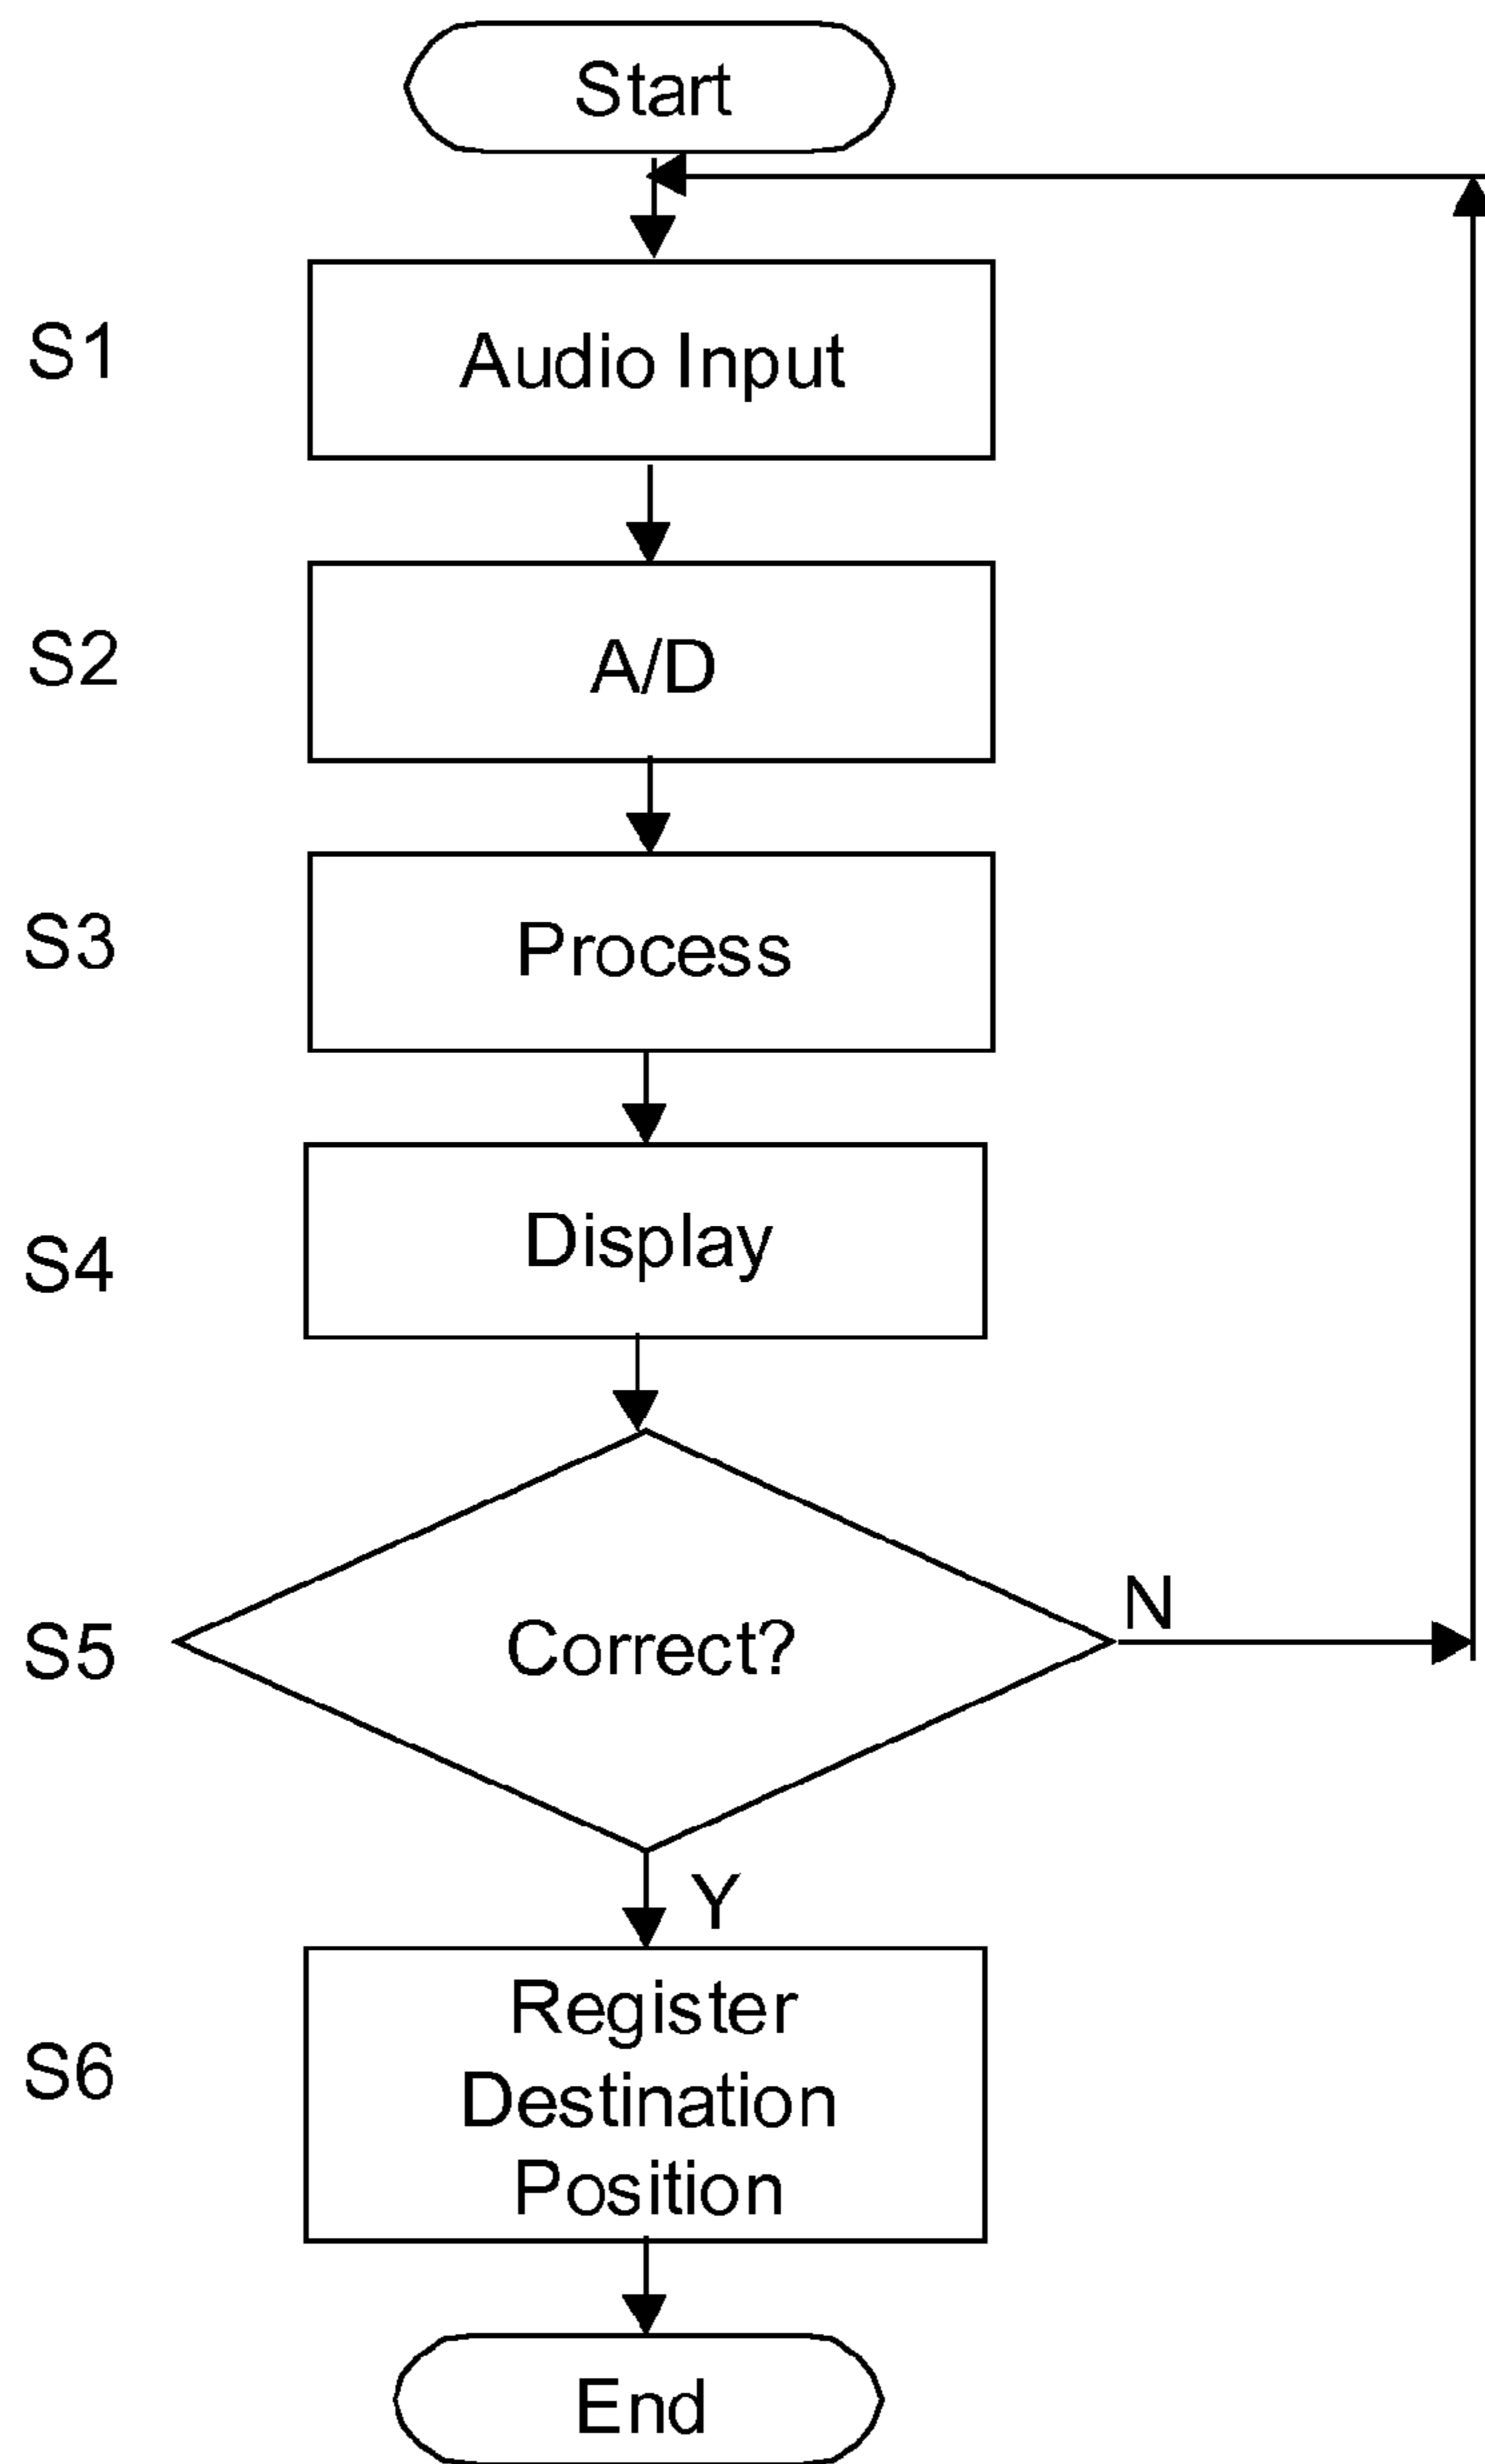 Start
S1
Audio Input
S2
A/D
S3
Process
S4
Display
S5
Correct?
N
Y
S6
Register
Destination
Position
End